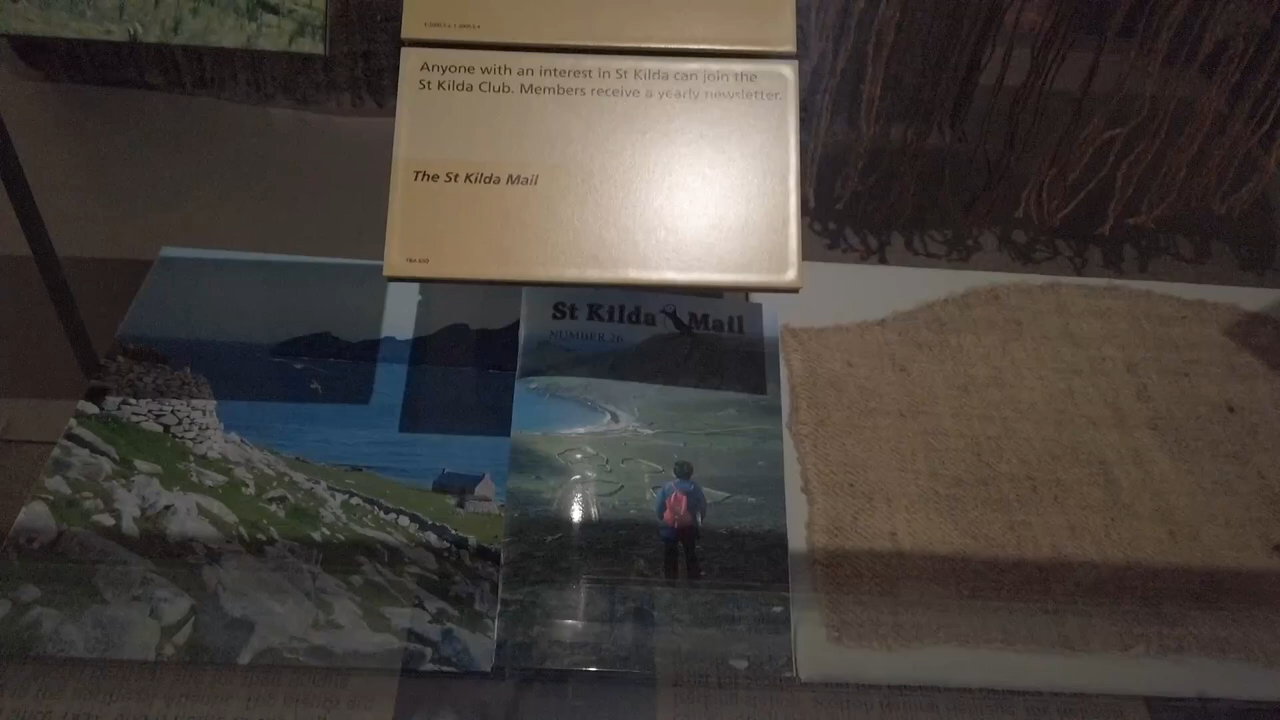 Anyone with an interest in St Kilda can join the
St Kilda Club. Members receive a yearly newsletter.
The St Kilda Mail
St Kilda Mail
NUMBER 26